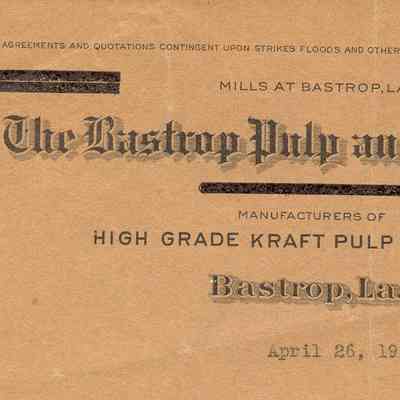 AGREEMENTS AND QUOTATIONS CONTINGENT UPON STRIKES FLOODS AND OTHER
MILLS AT BASTROP, LA
The Bastrop Pulp an
MANUFACTURERS OF
HIGH GRADE KRAFT PULP
Bastrop, La
April 26, 19